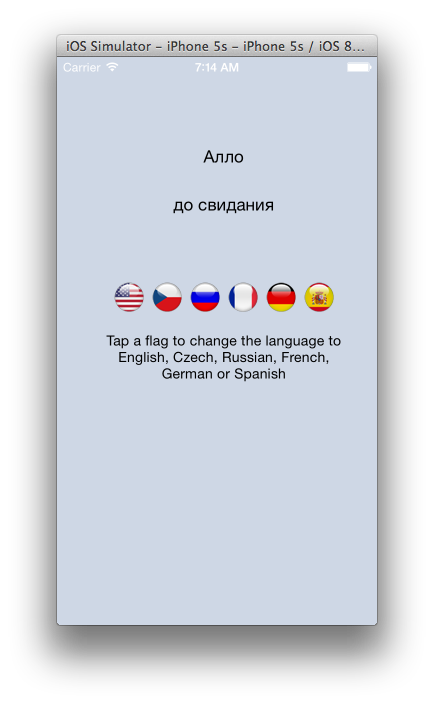 iOS Simulator – iPhone 5s – iPhone 5s / iOS 8...
Carrier 7:14 AM
Алло
до свидания
Tap a flag to change the language to
English, Czech, Russian, French,
German or Spanish